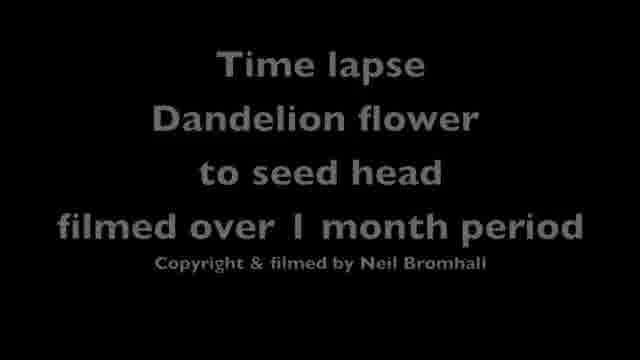 Time lapse
Dandelion flower
to seed head
filmed over 1 month period
Copyright & filmed by Neil Bromhall